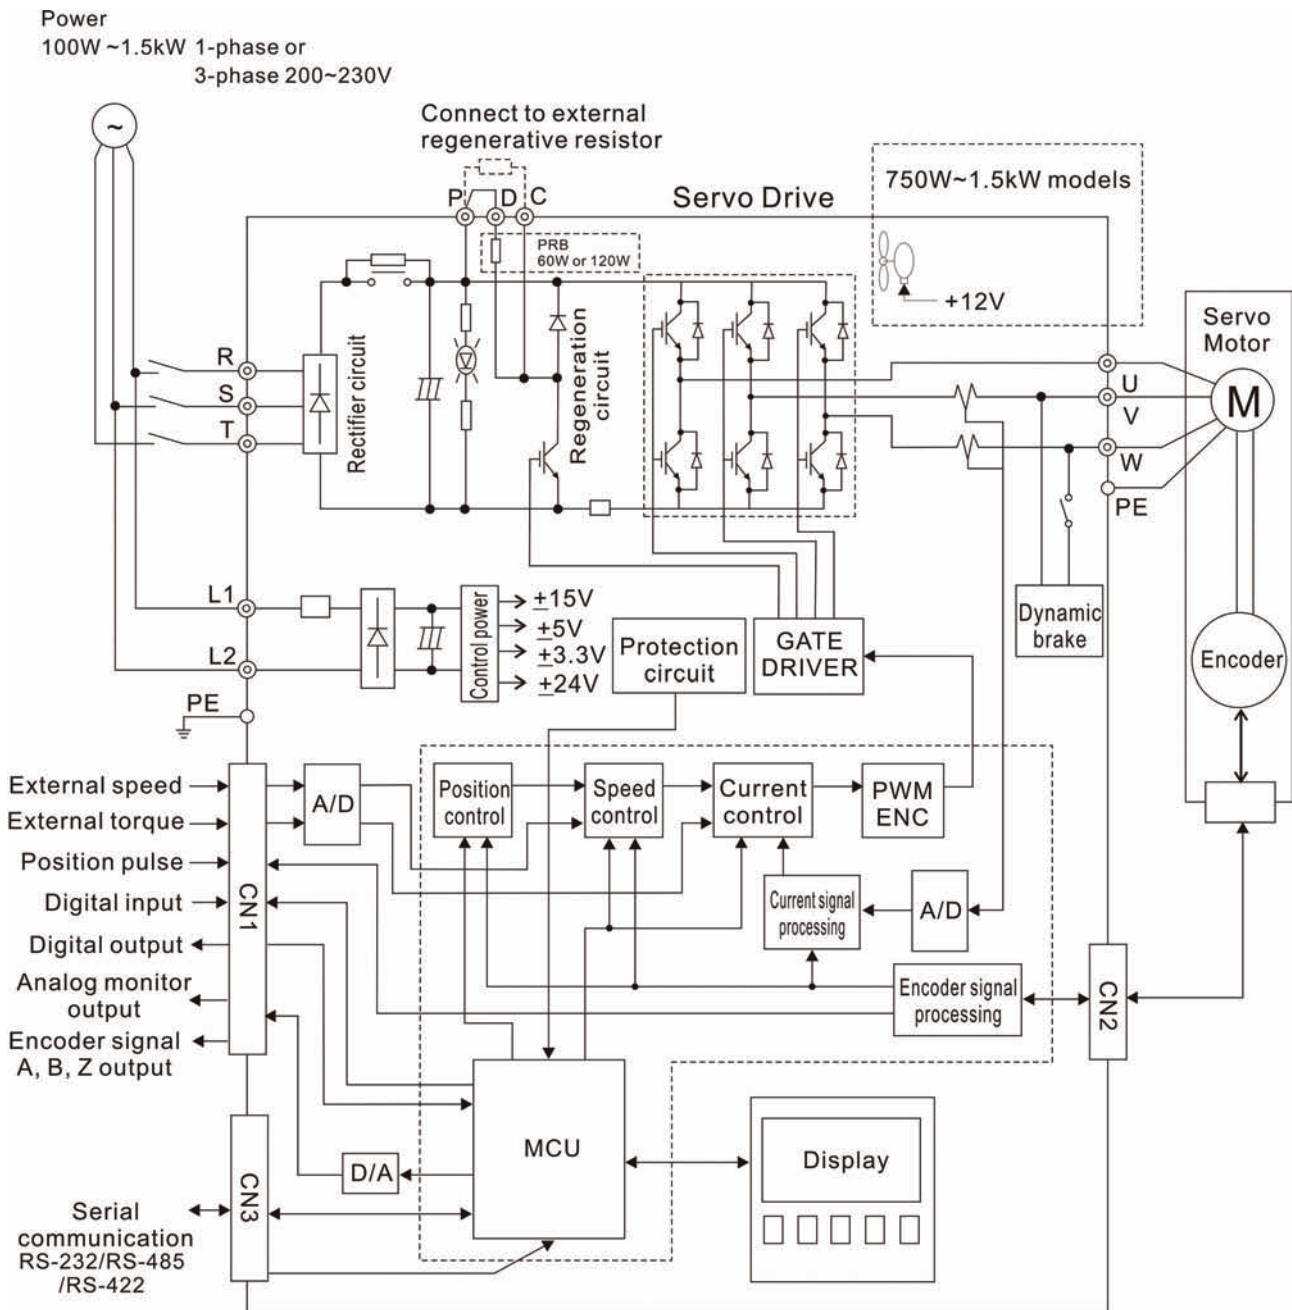 Power
100W ~1.5kW 1-phase or
3-phase 200~230V
~
Connect to external
regenerative resistor
P D C
Servo Drive
750W~1.5kW models
+12V
PRB
60W or 120W
Servo
Motor
M
R
S
T
Rectifier circuit
Regeneration
circuit
U
V
W
PE
L1
L2
PE
Control power
±15V
±5V
±3.3V
±24V
Protection
circuit
GATE
DRIVER
Dynamic
brake
Encoder
External speed
External torque
Position pulse
Digital input
Digital output
Analog monitor
output
Encoder signal
A, B, Z output
CN1
A/D
Position
control
Speed
control
Current
control
PWM
ENC
Current signal
processing
A/D
Encoder signal
processing
CN2
MCU
D/A
Display
CN3
Serial
communication
RS-232/RS-485
/RS-422